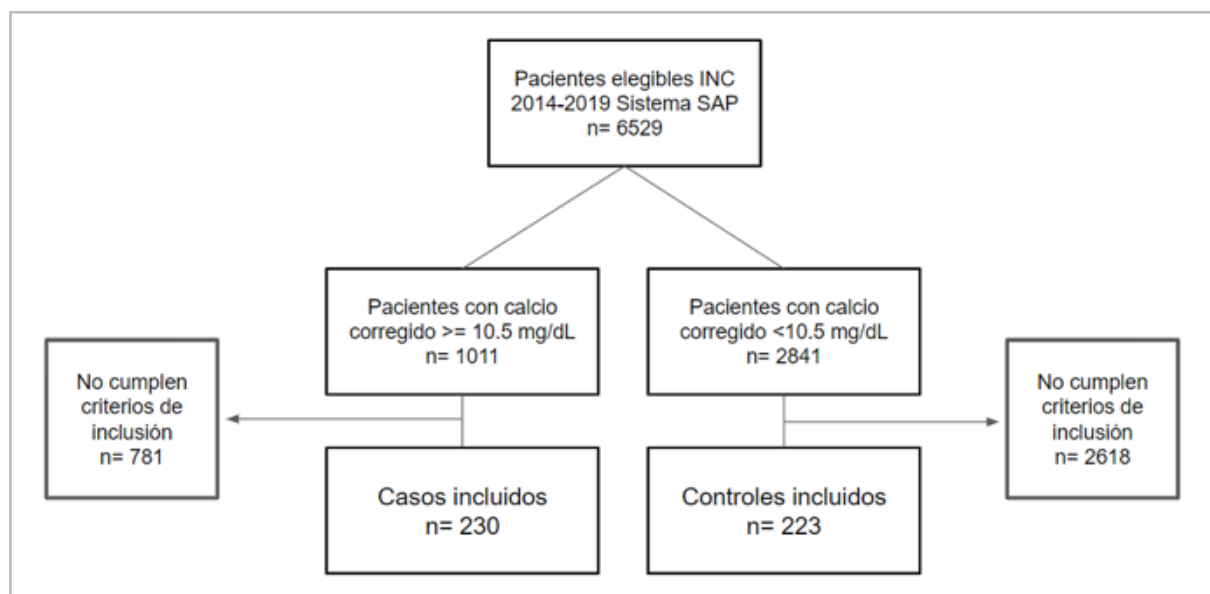 Pacientes elegibles INC
2014-2019 Sistema SAP
n= 6529
Pacientes con calcio
corregido >= 10.5 mg/dL
n= 1011
Pacientes con calcio
corregido <10.5 mg/dL
n= 2841
No cumplen
criterios de
inclusión
n= 781
No cumplen
criterios de
inclusión
n= 2618
Casos incluidos
n= 230
Controles incluidos
n= 223